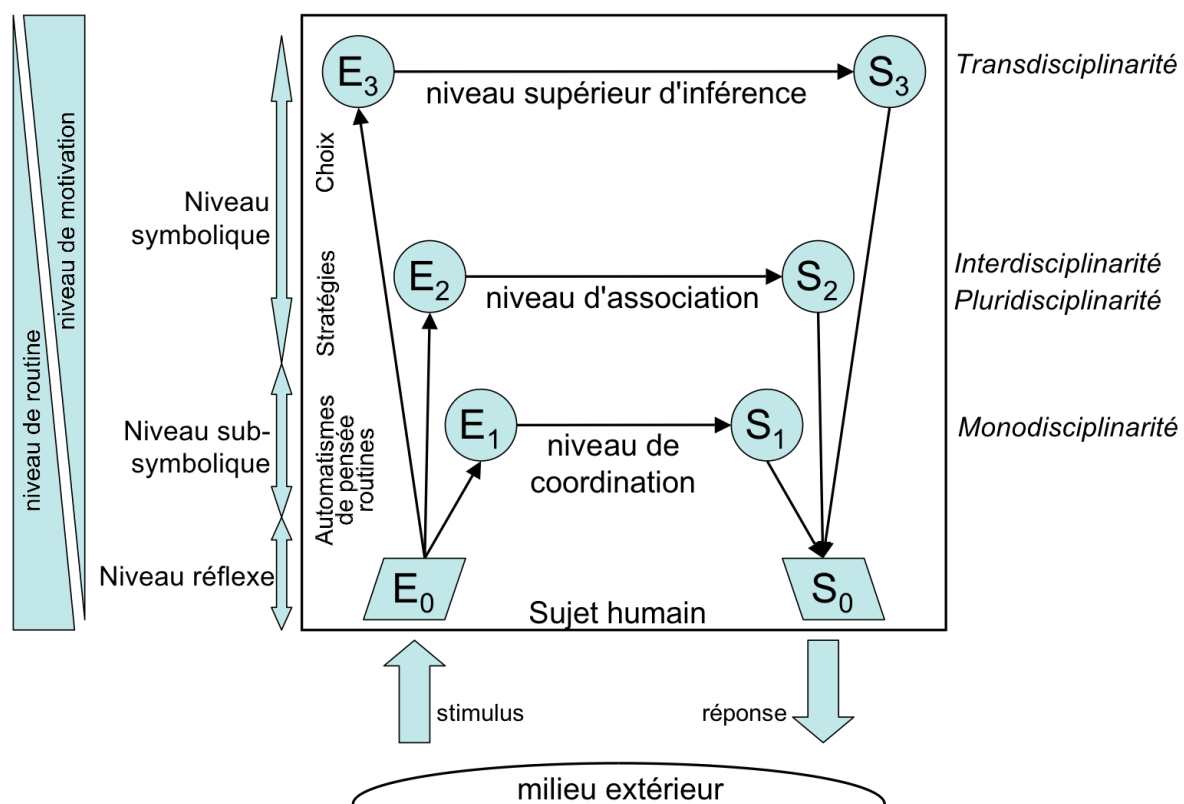 niveau de routine
niveau de motivation
Niveau
symbolique
Niveau sub-
symbolique
Niveau réflexe
Choix
Stratégies
Automatismes
de pensée
routines
E3
niveau supérieur d'inférence
S3
E2
niveau d'association
S2
E1
niveau de
coordination
S1
E0
Sujet humain
S0
Transdisciplinarité
Interdisciplinarité
Pluridisciplinarité
Monodisciplinarité
stimulus
réponse
milieu extérieur